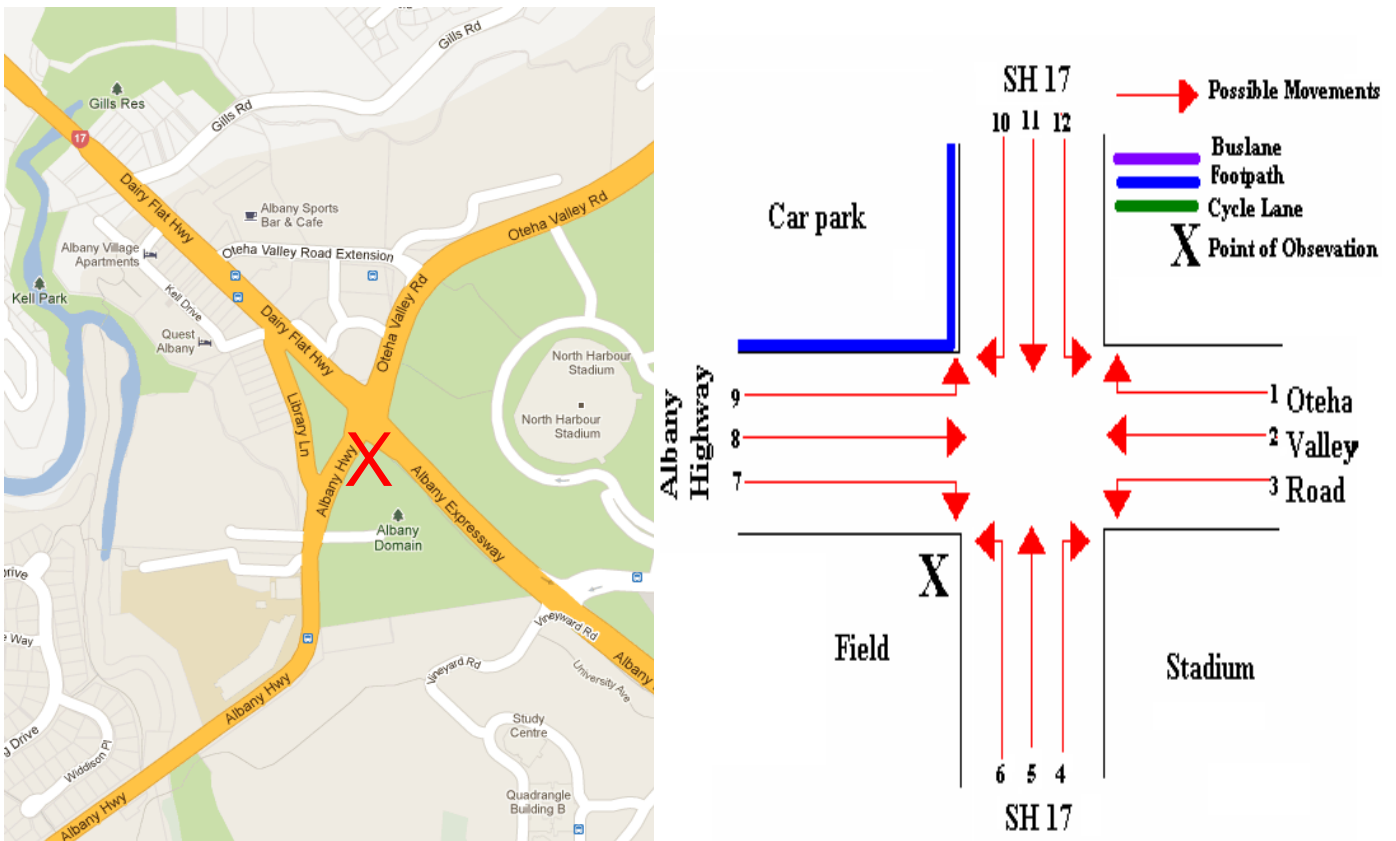 Gills Rd
Gills Res
Gills Rd
17
Dairy Flat Hwy
Albany Sports
Bar & Cafe
Oteha Valley Rd
Albany Village
Apartments
Oteha Valley Road Extension
Kell Park
Kell Drive
Oteha Valley Rd
Quest
Albany
Dairy Flat Hwy
North Harbour
Stadium
Library Ln
North Harbour
Stadium
X
Albany Hwy
Albany Expressway
Albany
Domain
Drive
Vineyward Rd
e Way
Albany
Vineyard Rd
University Ave
Albany Hwy
Study
Centre
g Drive
Widdison Pl
Quadrangle
Building B
Albany Hwy
SH 17
10 11 12
Possible Movements
Buslane
Footpath
Cycle Lane
X Point of Obsevation
Car park
Albany
Highway
9
8
7
1 Oteha
2 Valley
3 Road
X
Field
Stadium
6 5 4
SH 17